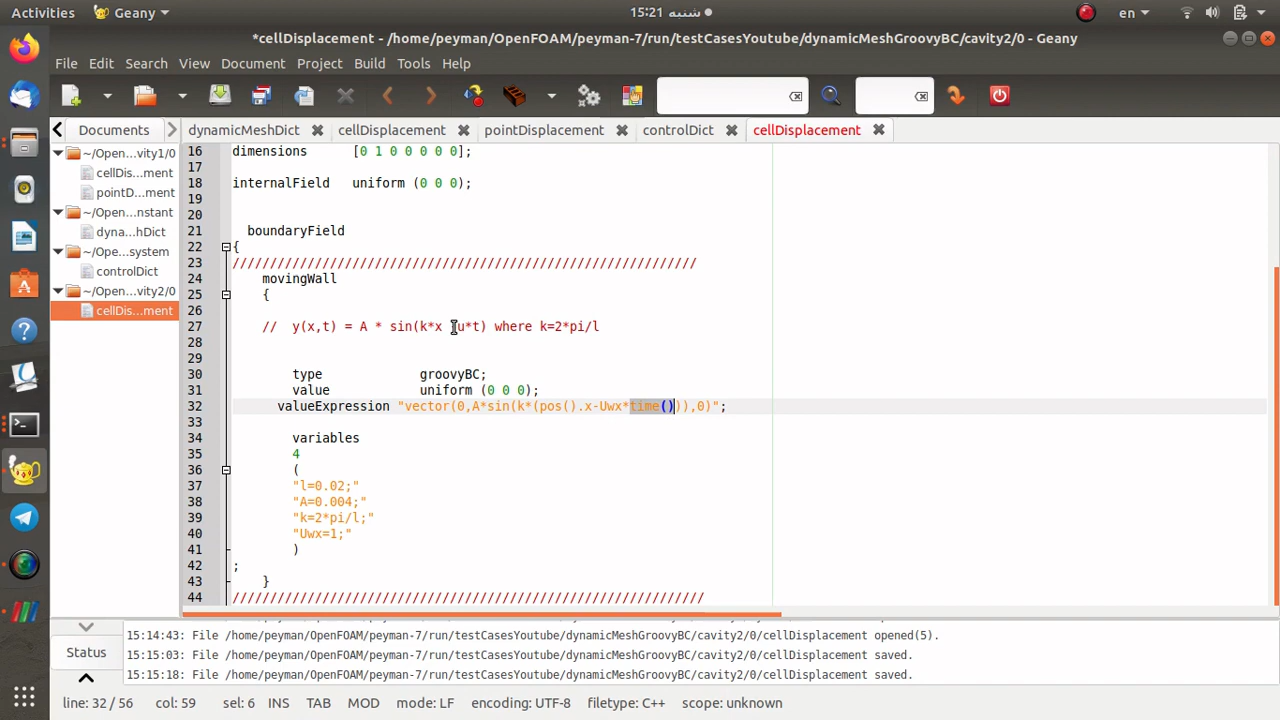 Activities Geany 15:21 شنبه en
*cellDisplacement - /home/peyman/OpenFOAM/peyman-7/run/testCasesYoutube/dynamicMeshGroovyBC/cavity2/0 - Geany
File Edit Search View Document Project Build Tools Help
Documents dynamicMeshDict cellDisplacement pointDisplacement controlDict cellDisplacement
~/Open...vity1/0
cellDis...ment
pointD...ment
~/Open...nstant
dyna...hDict
~/Ope...system
controlDict
~/Open...vity2/0
cellDis...ment
16 dimensions [0 1 0 0 0 0 0];
17
18 internalField uniform (0 0 0);
19
20
21 boundaryField
22 {
23 //////////////////////////////////////////////////////////////
24 movingWall
25 {
26
27 // y(x,t) = A * sin(k*x u*t) where k=2*pi/l
28
29
30 type groovyBC;
31 value uniform (0 0 0);
32 valueExpression "vector(0,A*sin(k*(pos().x-Uwx*time())),0)";
33
34 variables
35 4
36 (
37 "l=0.02;"
38 "A=0.004;"
39 "k=2*pi/l;"
40 "Uwx=1;"
41 )
42 ;
43 }
44 ///////////////////////////////////////////////////////////////
Status
15:14:43: File /home/peyman/OpenFOAM/peyman-7/run/testCasesYoutube/dynamicMeshGroovyBC/cavity2/0/cellDisplacement opened(5).
15:15:03: File /home/peyman/OpenFOAM/peyman-7/run/testCasesYoutube/dynamicMeshGroovyBC/cavity2/0/cellDisplacement saved.
15:15:18: File /home/peyman/OpenFOAM/peyman-7/run/testCasesYoutube/dynamicMeshGroovyBC/cavity2/0/cellDisplacement saved.
line: 32 / 56 col: 59 sel: 6 INS TAB MOD mode: LF encoding: UTF-8 filetype: C++ scope: unknown